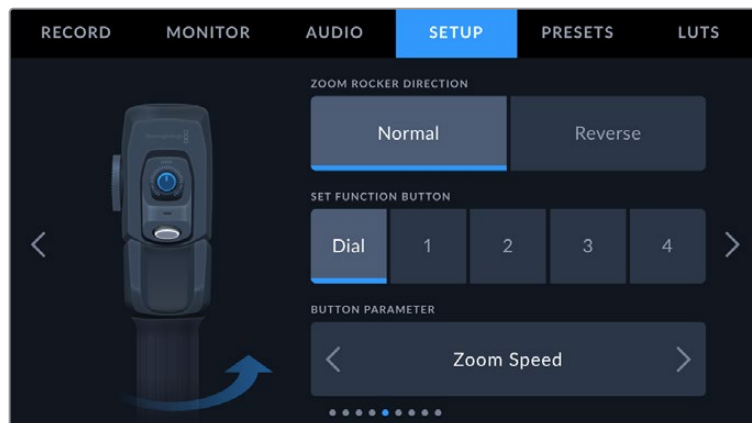 RECORD MONITOR AUDIO SETUP PRESETS LUTS
ZOOM ROCKER DIRECTION
Normal Reverse
SET FUNCTION BUTTON
Dial 1 2 3 4
BUTTON PARAMETER
Zoom Speed